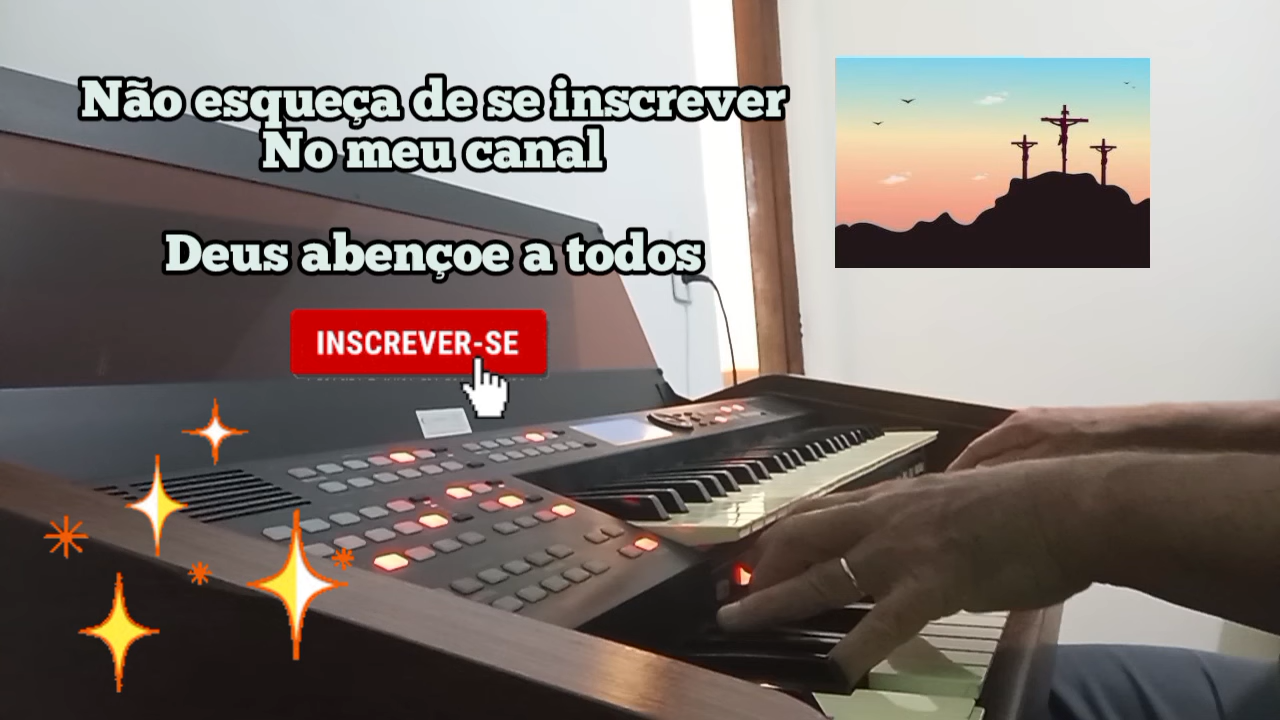 Não esqueça de se inscrever
No meu canal
Deus abençoe a todos
INSCREVER-SE